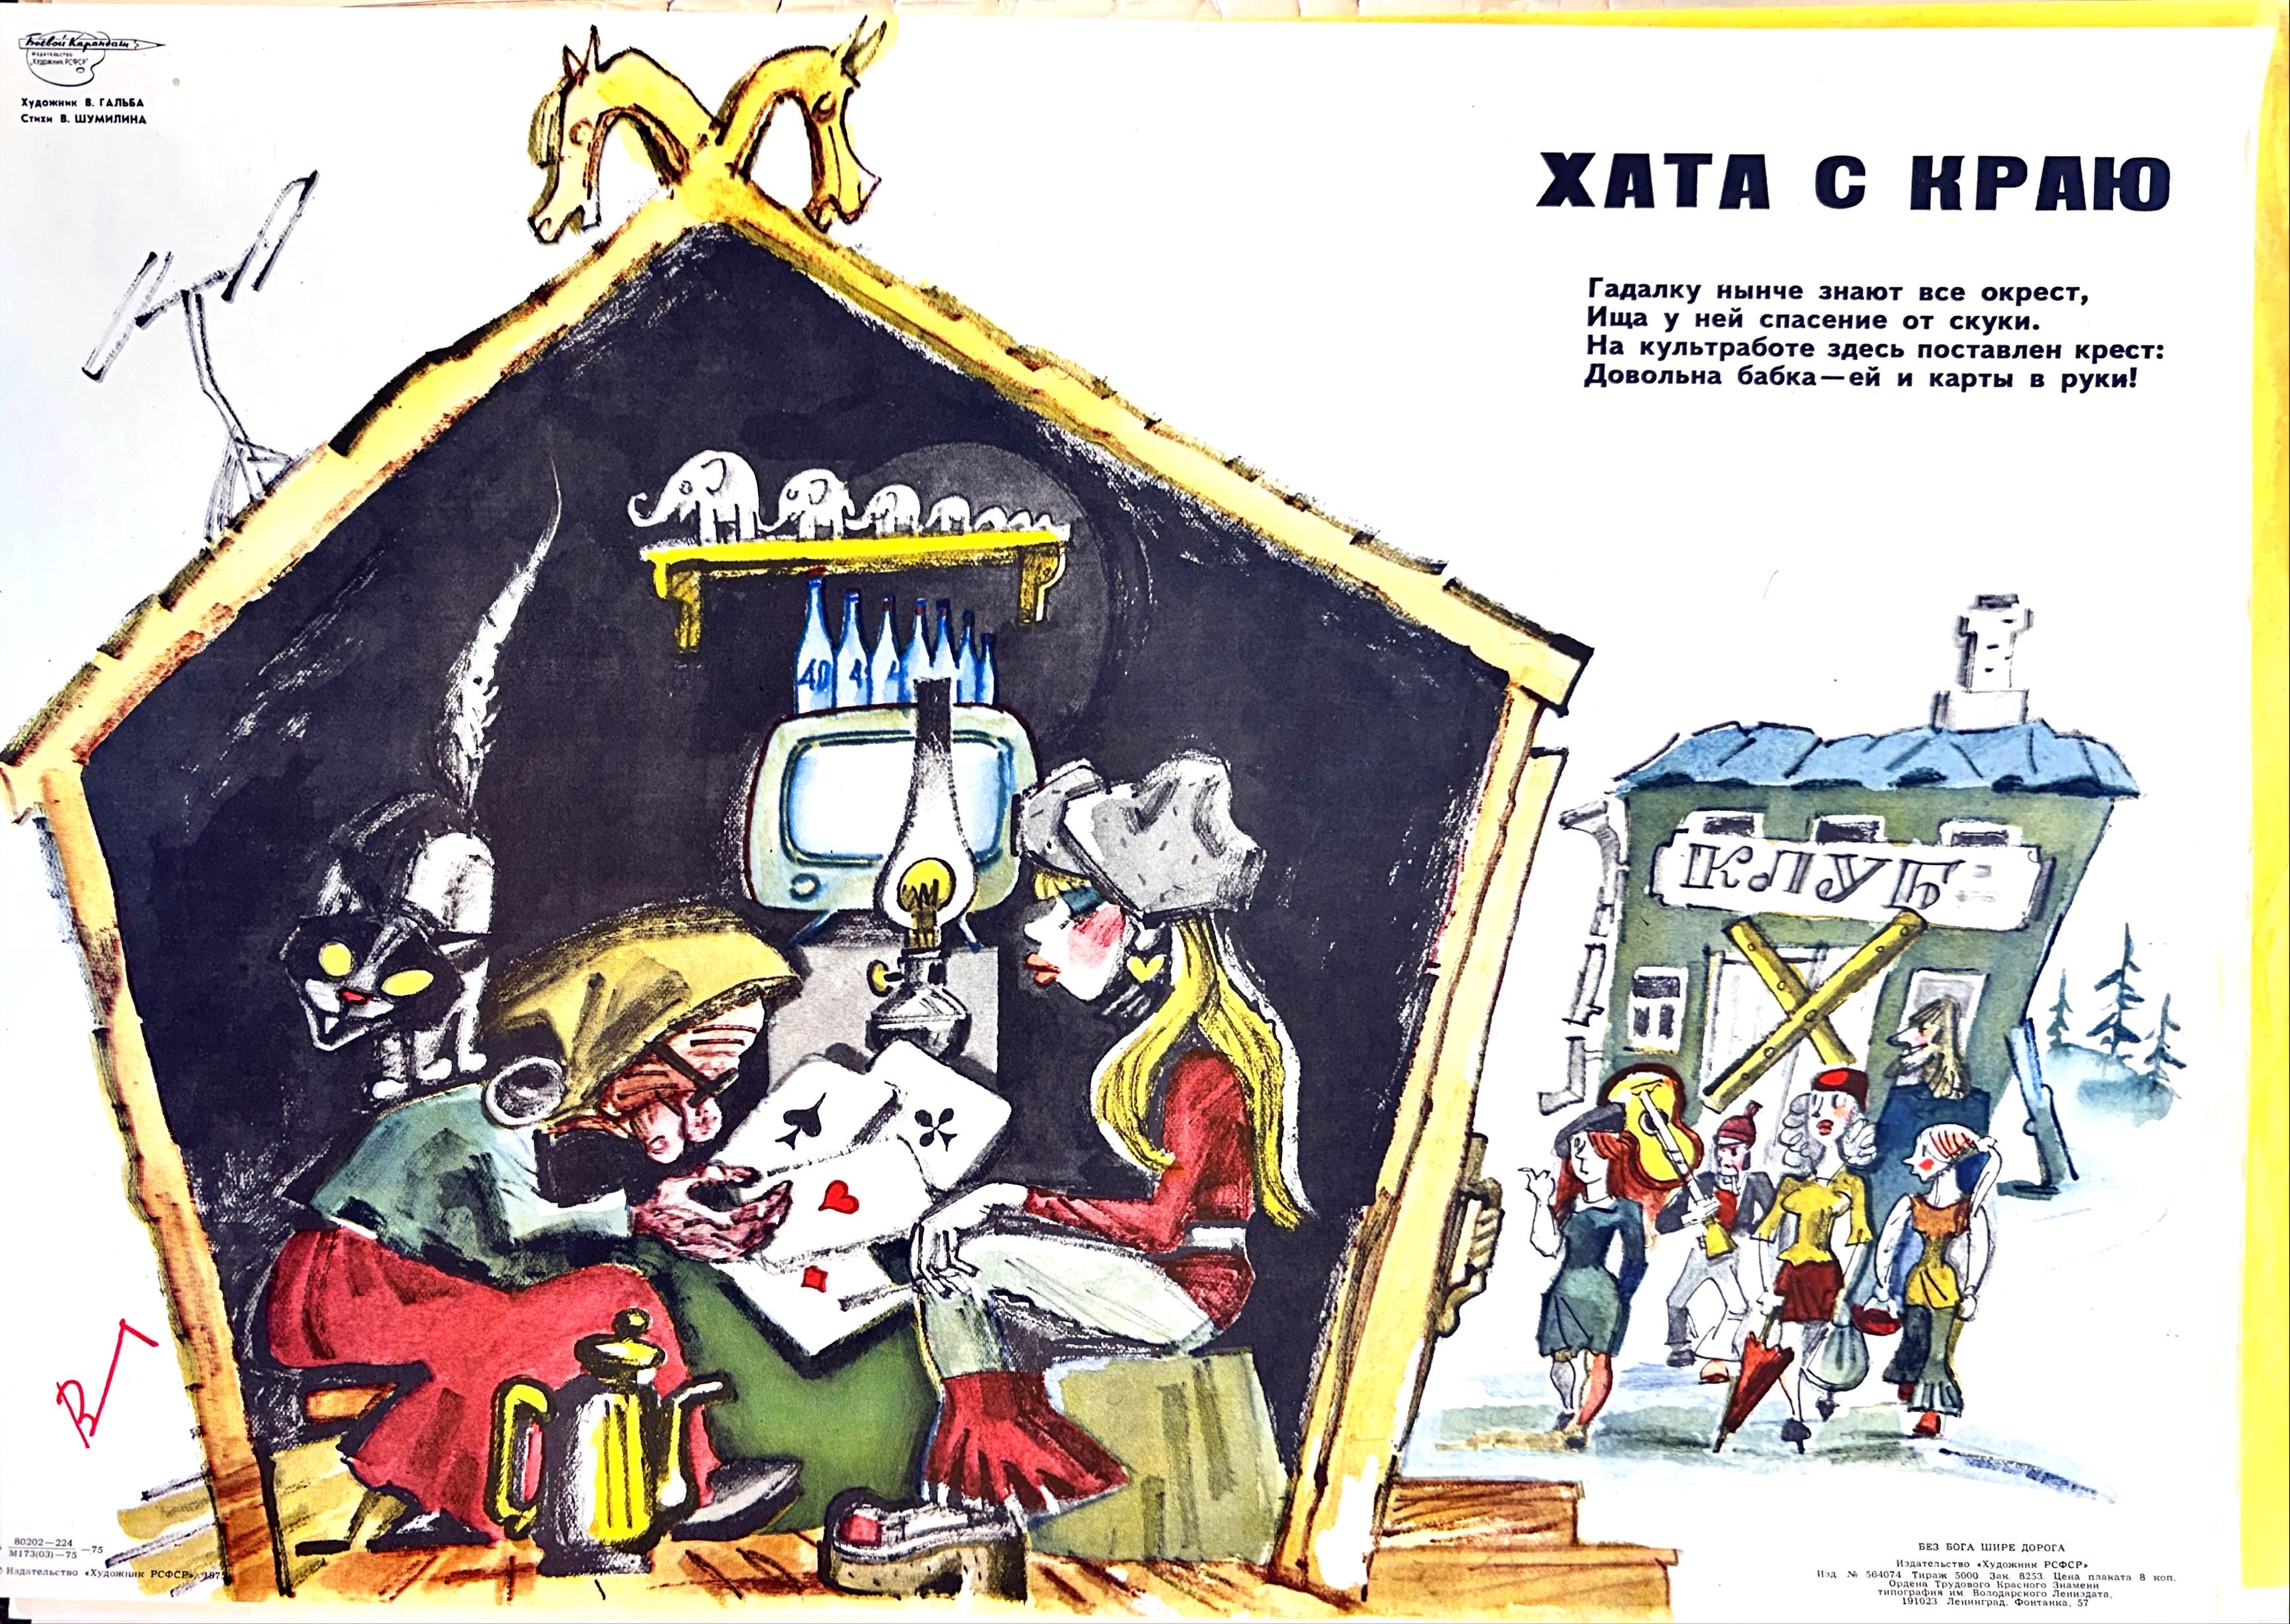 Боевой Карандаш
издательство
"Художник РСФСР"
Художник В. ГАЛЬБА
Стихи В. ШУМИЛИНА
ХАТА С КРАЮ
Гадалку нынче знают все окрест,
Ища у ней спасение от скуки.
На культработе здесь поставлен крест:
Довольна бабка—ей и карты в руки!
40
4
4
КЛУБ
80202—224
М173(03)—75
—75
Издательство «Художник РСФСР»,
БЕЗ БОГА ШИРЕ ДОРОГА
Издательство «Художник РСФСР»
Изд. № 564074 Тираж 5000 Зак. 8253. Цена плаката 8 коп.
Ордена Трудового Красного Знамени
типография им. Володарского Лениздата,
191023 Ленинград, Фонтанка, 57